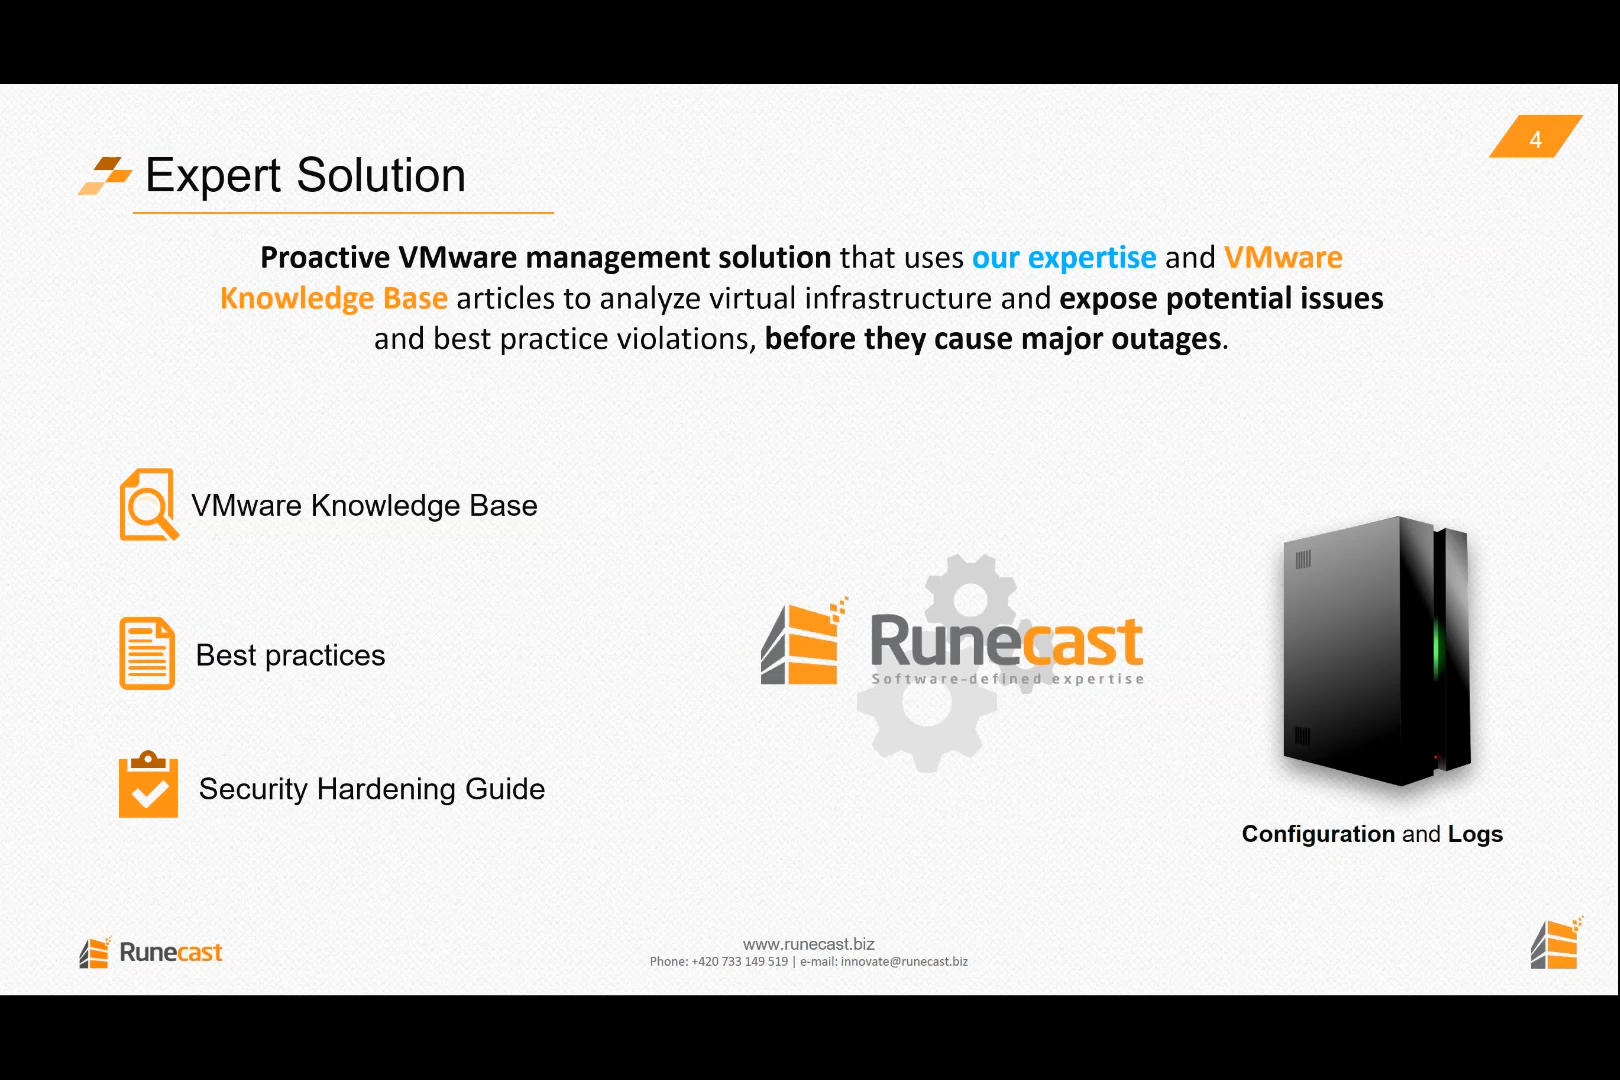 4
Expert Solution
Proactive VMware management solution that uses our expertise and VMware
Knowledge Base articles to analyze virtual infrastructure and expose potential issues
and best practice violations, before they cause major outages.
VMware Knowledge Base
Best practices
Security Hardening Guide
Runecast
Software-defined expertise
Configuration and Logs
Runecast
www.runecast.biz
Phone: +420 733 149 519 | e-mail: innovate@runecast.biz